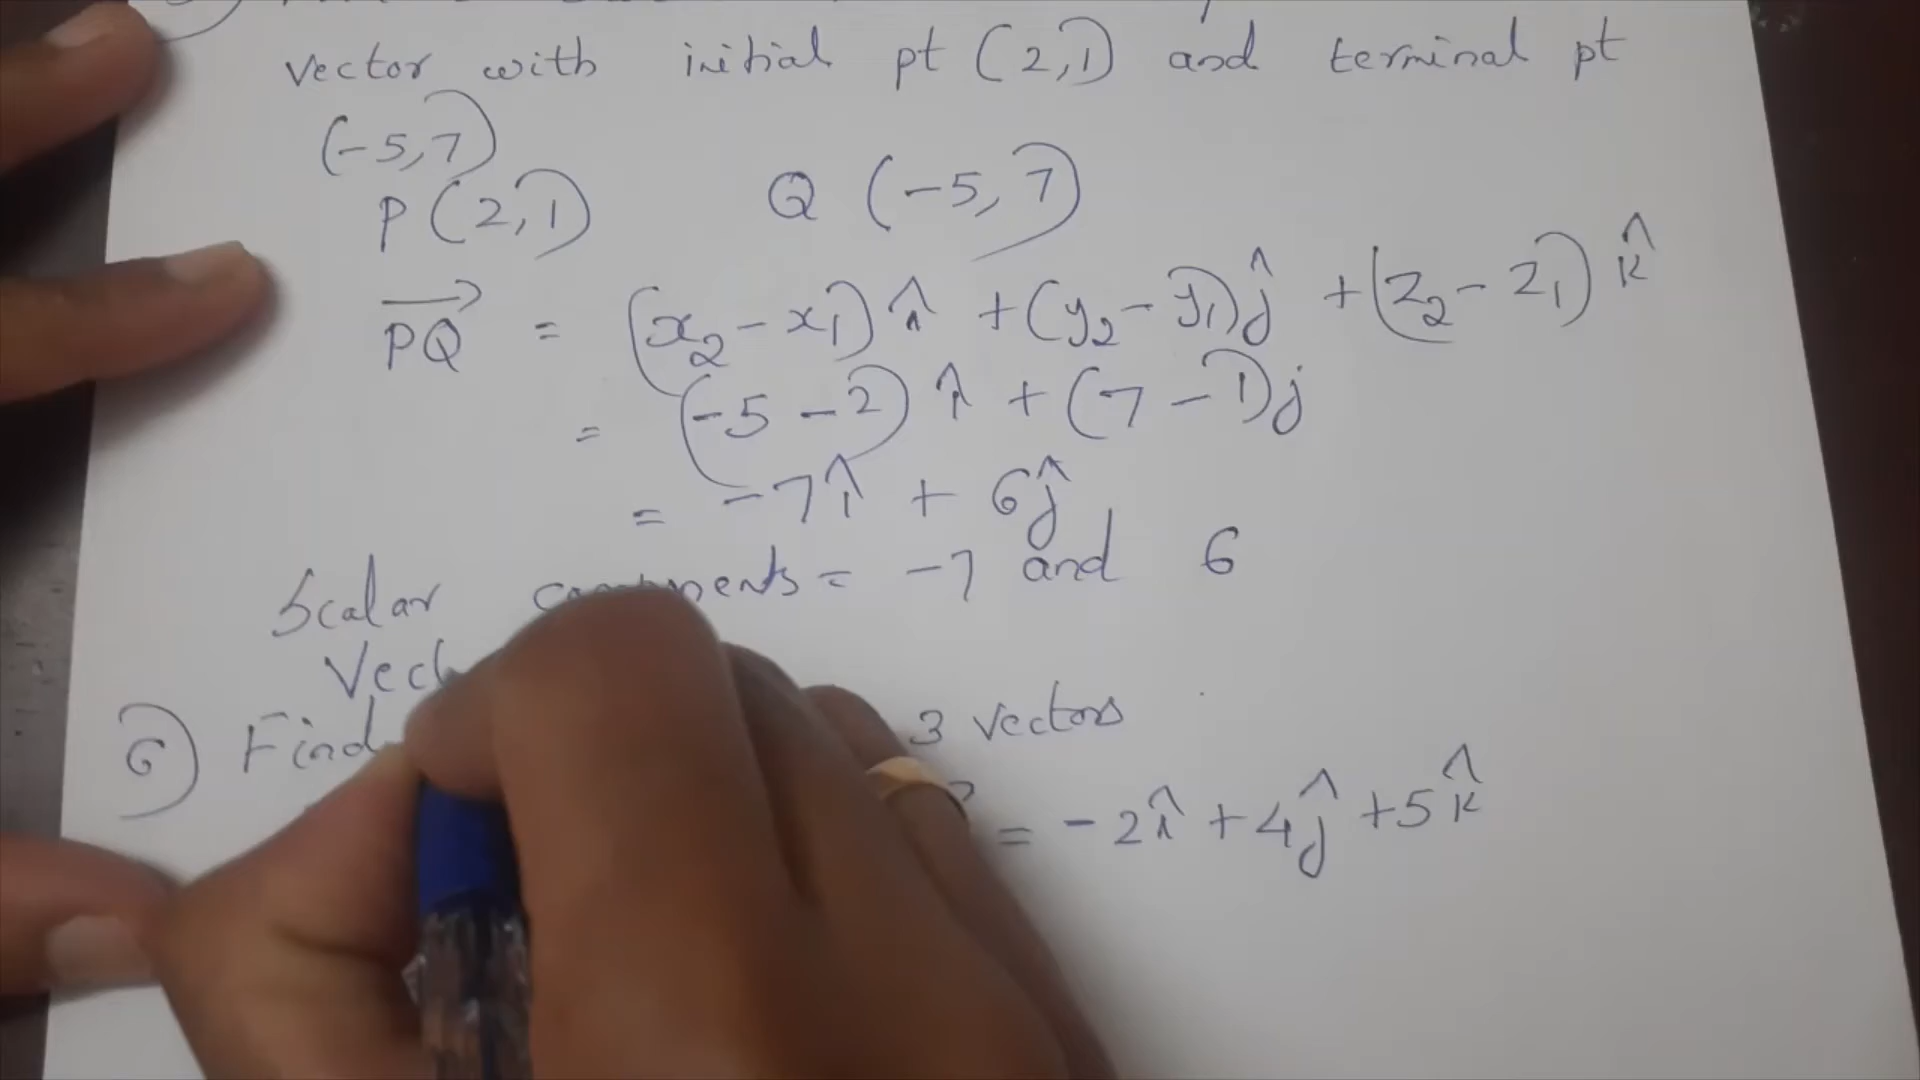 vector with initial pt (2,1) and terminal pt
(-5,7)
P(2,1) Q (-5,7)
PQ⃗ = (x₂ - x₁) î + (y₂ - y₁) ĵ + (z₂ - z₁) k̂
= (-5 - 2) î + (7 - 1) j
= -7î + 6ĵ
Scalar components = -7 and 6
Vect
6) Find 3 vectors
= -2î + 4ĵ + 5k̂